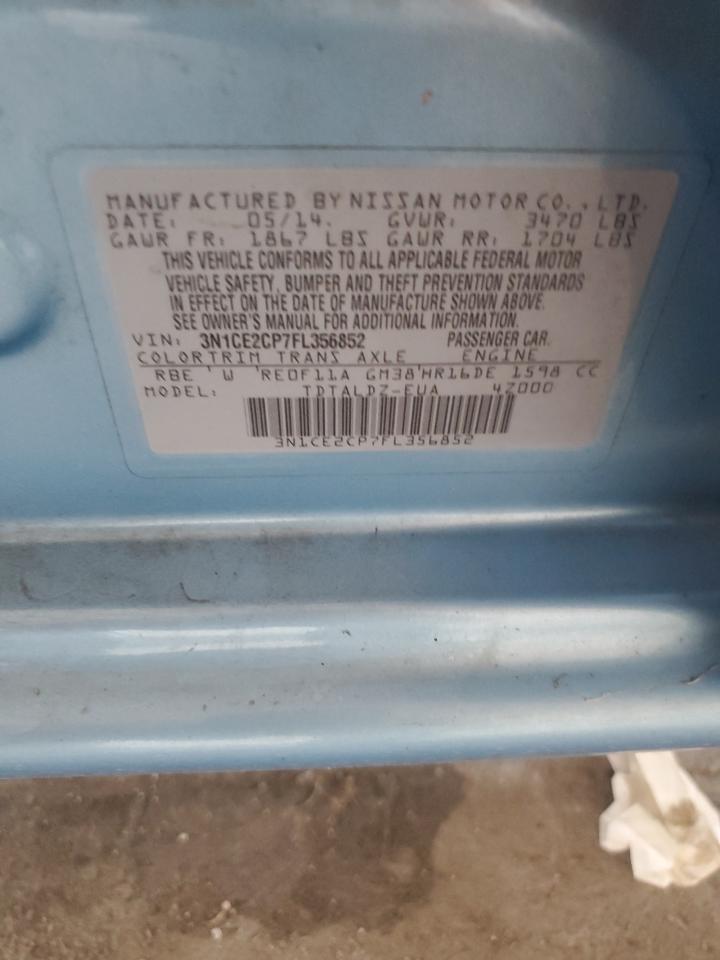 MANUFACTURED BY NISSAN MOTOR CO., LTD.
DATE: 05/14. GVWR: 3470 LBS
GAWR FR: 1867 LBS GAWR RR: 1704 LBS
THIS VEHICLE CONFORMS TO ALL APPLICABLE FEDERAL MOTOR
VEHICLE SAFETY, BUMPER AND THEFT PREVENTION STANDARDS
IN EFFECT ON THE DATE OF MANUFACTURE SHOWN ABOVE.
SEE OWNER'S MANUAL FOR ADDITIONAL INFORMATION.
VIN: 3N1CE2CP7FL356852 PASSENGER CAR.
COLOR TRIM TRANS AXLE ENGINE
RBE W RE0F11A GM38 HR16DE 1598 CC
MODEL: TDTALDZ-EUA 4Z000
3N1CE2CP7FL356852